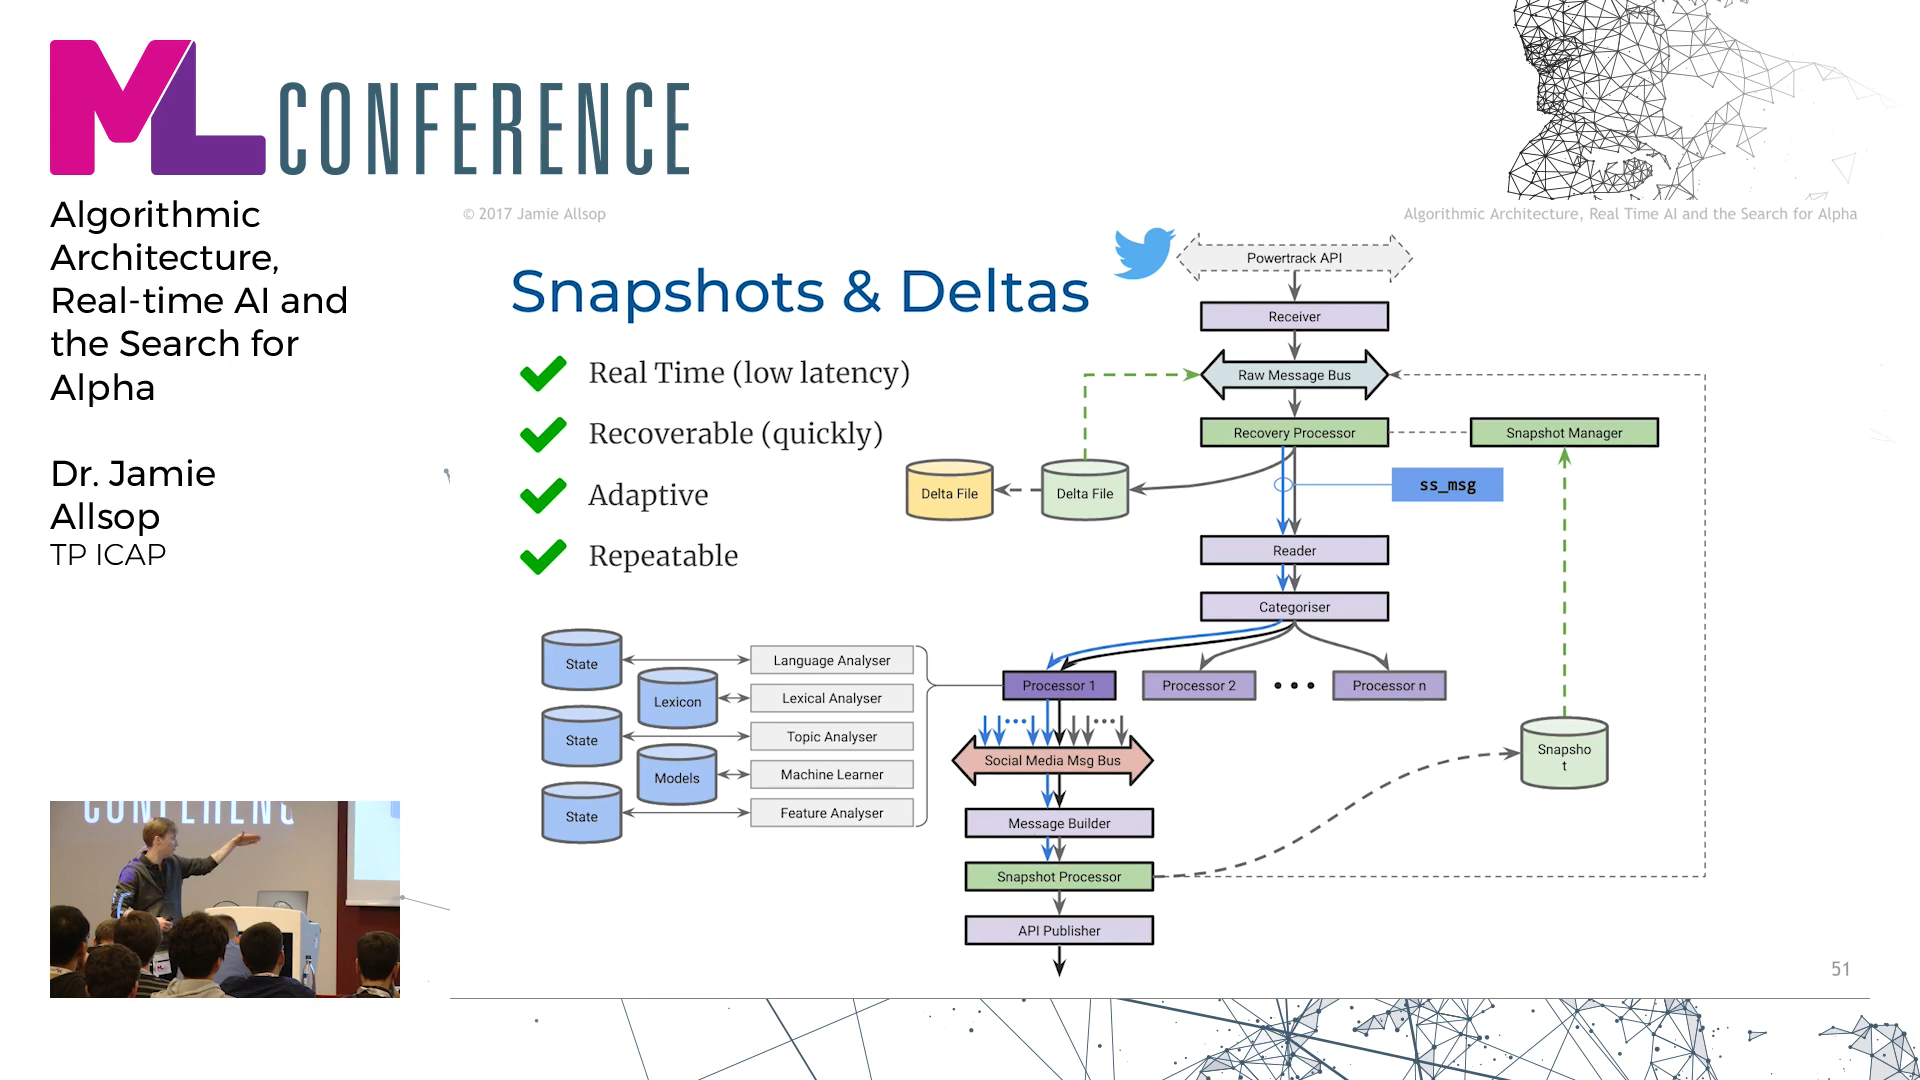 ML CONFERENCE
Algorithmic
Architecture,
Real-time AI and
the Search for
Alpha
Dr. Jamie
Allsop
TP ICAP
© 2017 Jamie Allsop
Algorithmic Architecture, Real Time AI and the Search for Alpha
Snapshots & Deltas
Real Time (low latency)
Recoverable (quickly)
Adaptive
Repeatable
Powertrack API
Receiver
Raw Message Bus
Recovery Processor
Snapshot Manager
Delta File
Delta File
ss_msg
Reader
Categoriser
State
Language Analyser
Lexicon
Lexical Analyser
State
Topic Analyser
Models
Machine Learner
State
Feature Analyser
Processor 1
Processor 2
Processor n
Social Media Msg Bus
Snapsho
t
Message Builder
Snapshot Processor
API Publisher
51
CONFERENC